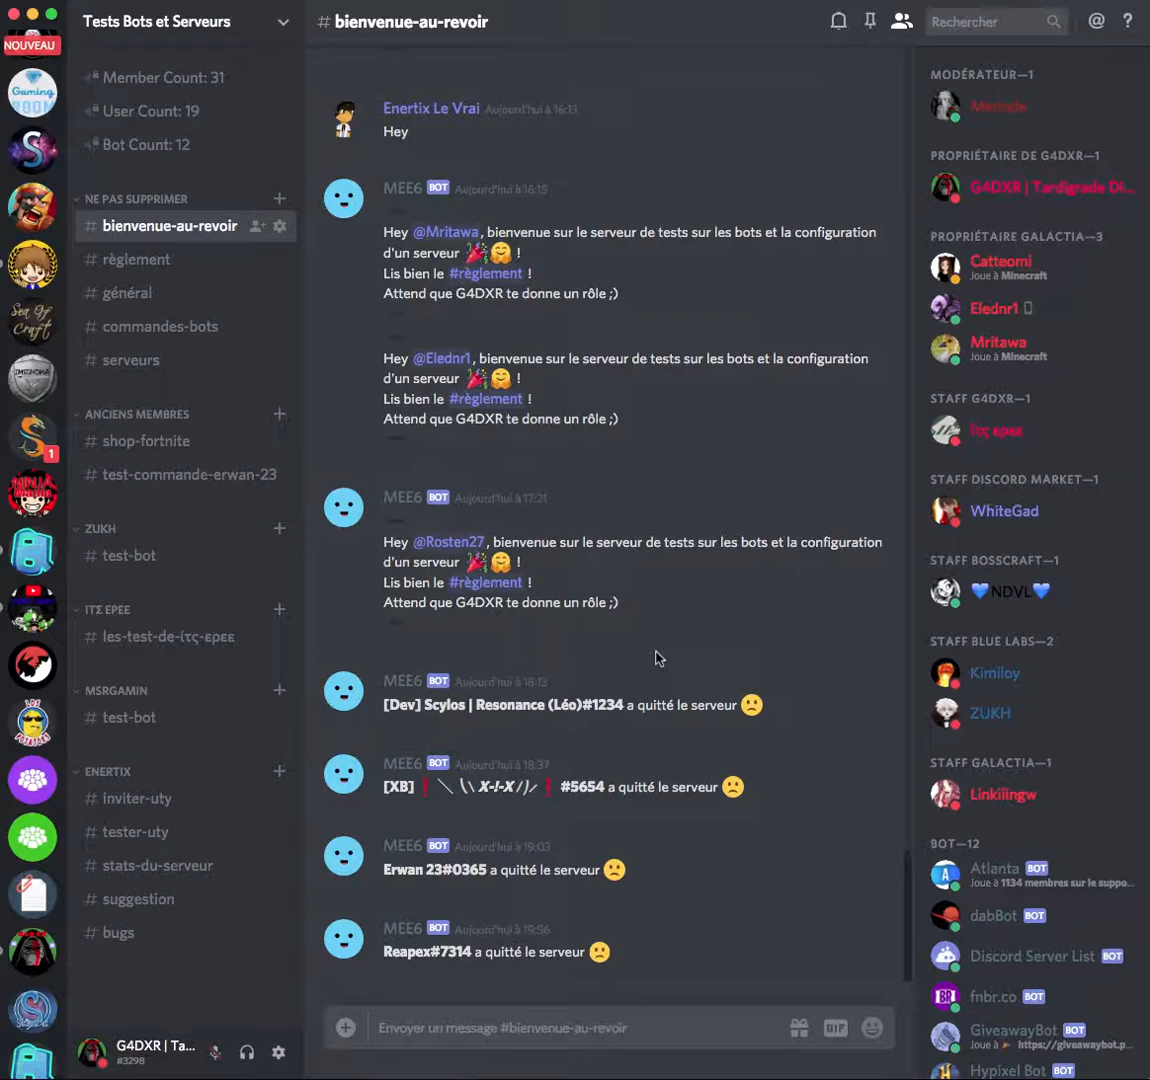 NOUVEAU
Tests Bots et Serveurs
Member Count: 31
User Count: 19
Bot Count: 12
NE PAS SUPPRIMER
# bienvenue-au-revoir
# règlement
# général
# commandes-bots
# serveurs
ANCIENS MEMBRES
# shop-fortnite
# test-commande-erwan-23
ZUKH
# test-bot
ΙΤΣ ΕΡΕΕ
# les-test-de-ίτς-ερεε
MSRGAMIN
# test-bot
ENERTIX
# inviter-uty
# tester-uty
# stats-du-serveur
# suggestion
# bugs
G4DXR | Ta...
#3298
Gaming
ROOM
Sea Of
Craft
1
# bienvenue-au-revoir
Rechercher
Enertix Le Vrai Aujourd'hui à 16:13
Hey
MEE6 BOT Aujourd'hui à 16:15
Hey @Mritawa, bienvenue sur le serveur de tests sur les bots et la configuration
d'un serveur 🎉🤗 !
Lis bien le #règlement !
Attend que G4DXR te donne un rôle ;)
Hey @Elednr1, bienvenue sur le serveur de tests sur les bots et la configuration
d'un serveur 🎉🤗 !
Lis bien le #règlement !
Attend que G4DXR te donne un rôle ;)
MEE6 BOT Aujourd'hui à 17:21
Hey @Rosten27, bienvenue sur le serveur de tests sur les bots et la configuration
d'un serveur 🎉🤗 !
Lis bien le #règlement !
Attend que G4DXR te donne un rôle ;)
MEE6 BOT Aujourd'hui à 18:13
[Dev] Scylos | Resonance (Léo)#1234 a quitté le serveur 🙁
MEE6 BOT Aujourd'hui à 18:37
[XB] ❗ ╲ ⎝⧵ X-!-X /⎠╱ ❗ #5654 a quitté le serveur 🙁
MEE6 BOT Aujourd'hui à 19:03
Erwan 23#0365 a quitté le serveur 🙁
MEE6 BOT Aujourd'hui à 19:56
Reapex#7314 a quitté le serveur 🙁
Envoyer un message #bienvenue-au-revoir
GIF
MODÉRATEUR—1
PROPRIÉTAIRE DE G4DXR—1
G4DXR | Tardigrade Di...
PROPRIÉTAIRE GALACTIA—3
Catteomi
Joue à Minecraft
Elednr1
Mritawa
Joue à Minecraft
STAFF G4DXR—1
ίτς ερεε
STAFF DISCORD MARKET—1
WhiteGad
STAFF BOSSCRAFT—1
💙NDVL💙
STAFF BLUE LABS—2
Kimiloy
ZUKH
STAFF GALACTIA—1
Linkiiingw
BOT—12
Atlanta BOT
Joue à 1134 membres sur le suppo...
dabBot BOT
Discord Server List BOT
fnbr.co BOT
GiveawayBot BOT
Joue à 🎉 https://giveawaybot.p...
Hypixel Bot BOT